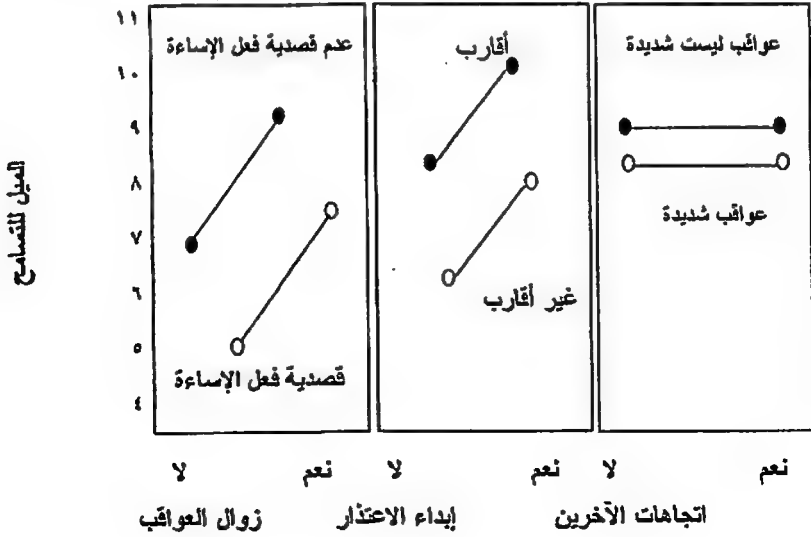 الميل للتسامح
١١
١٠
٩
٨
٧
٦
٥
٤
عدم قصدية فعل الإساءة
قصدية فعل الإساءة
أقارب
غير أقارب
عواقب ليست شديدة
عواقب شديدة
لا نعم لا نعم لا نعم
زوال العواقب إبداء الاعتذار اتجاهات الآخرين